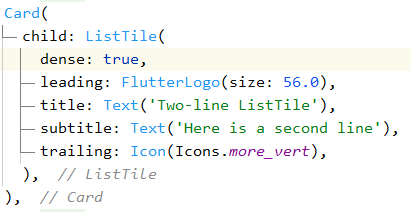 Card(
child: ListTile(
dense: true,
leading: FlutterLogo(size: 56.0),
title: Text('Two-line ListTile'),
subtitle: Text('Here is a second line'),
trailing: Icon(Icons.more_vert),
), // ListTile
), // Card